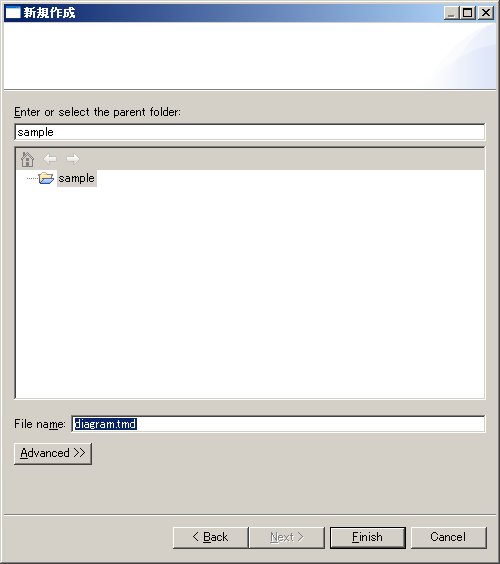 新規作成
Enter or select the parent folder:
sample
sample
File name: diagram.tmd
Advanced >>
< Back Next > Finish Cancel